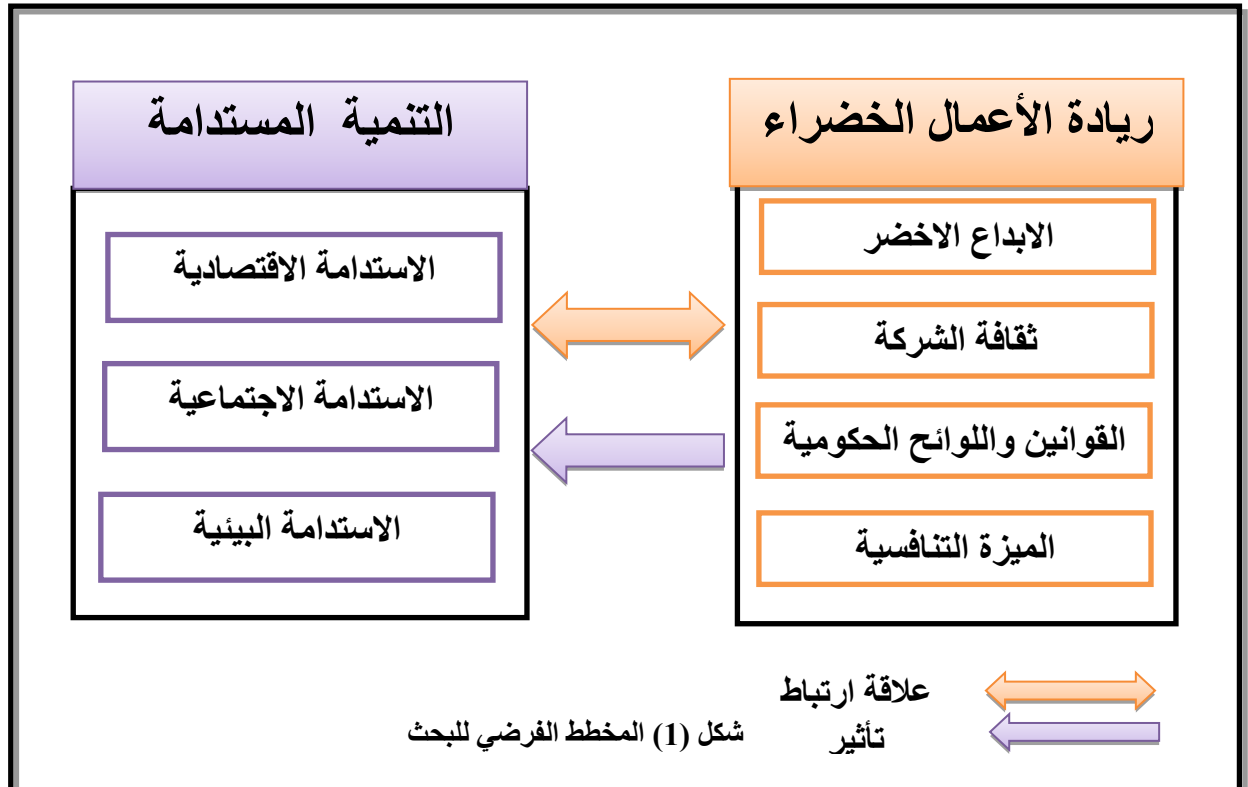 ريادة الأعمال الخضراء
الابداع الاخضر
ثقافة الشركة
القوانين واللوائح الحكومية
الميزة التنافسية
التنمية المستدامة
الاستدامة الاقتصادية
الاستدامة الاجتماعية
الاستدامة البيئية
علاقة ارتباط
تأثير
شكل (1) المخطط الفرضي للبحث